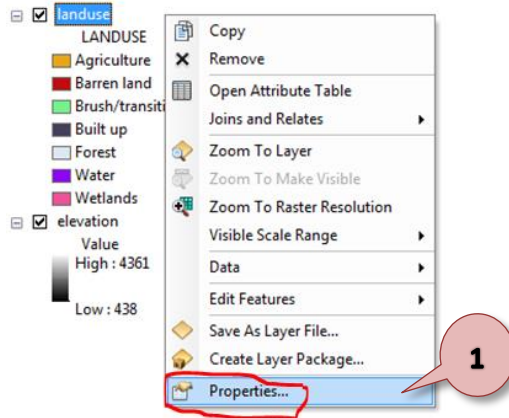 landuse
LANDUSE
Agriculture
Barren land
Brush/transiti
Built up
Forest
Water
Wetlands
elevation
Value
High : 4361
Low : 438
Copy
Remove
Open Attribute Table
Joins and Relates
Zoom To Layer
Zoom To Make Visible
Zoom To Raster Resolution
Visible Scale Range
Data
Edit Features
Save As Layer File...
Create Layer Package...
Properties...
1